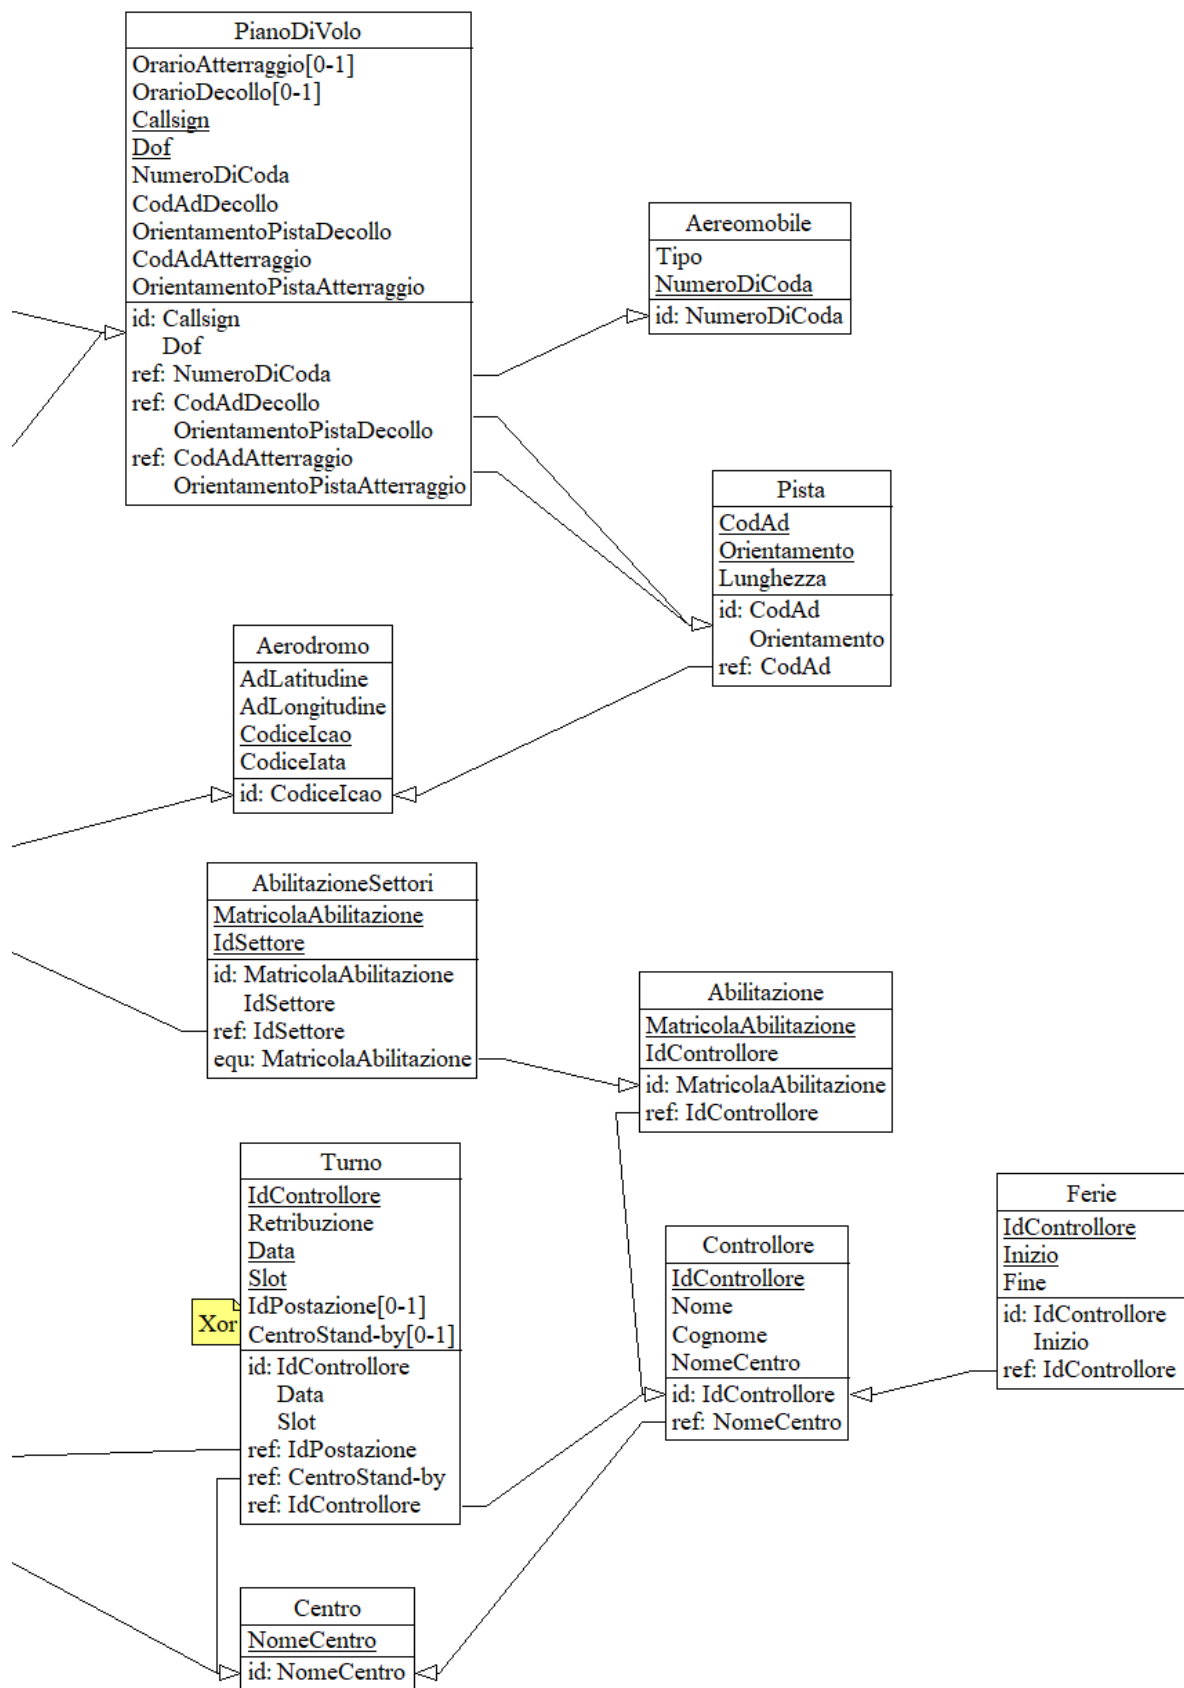 PianoDiVolo
OrarioAtterraggio[0-1]
OrarioDecollo[0-1]
Callsign
Dof
NumeroDiCoda
CodAdDecollo
OrientamentoPistaDecollo
CodAdAtterraggio
OrientamentoPistaAtterraggio
id: Callsign
Dof
ref: NumeroDiCoda
ref: CodAdDecollo
OrientamentoPistaDecollo
ref: CodAdAtterraggio
OrientamentoPistaAtterraggio
Aereomobile
Tipo
NumeroDiCoda
id: NumeroDiCoda
Pista
CodAd
Orientamento
Lunghezza
id: CodAd
Orientamento
ref: CodAd
Aerodromo
AdLatitudine
AdLongitudine
CodiceIcao
CodiceIata
id: CodiceIcao
AbilitazioneSettori
MatricolaAbilitazione
IdSettore
id: MatricolaAbilitazione
IdSettore
ref: IdSettore
equ: MatricolaAbilitazione
Abilitazione
MatricolaAbilitazione
IdControllore
id: MatricolaAbilitazione
ref: IdControllore
Turno
IdControllore
Retribuzione
Data
Slot
IdPostazione[0-1]
CentroStand-by[0-1]
Xor
id: IdControllore
Data
Slot
ref: IdPostazione
ref: CentroStand-by
ref: IdControllore
Controllore
IdControllore
Nome
Cognome
NomeCentro
id: IdControllore
ref: NomeCentro
Ferie
IdControllore
Inizio
Fine
id: IdControllore
Inizio
ref: IdControllore
Centro
NomeCentro
id: NomeCentro